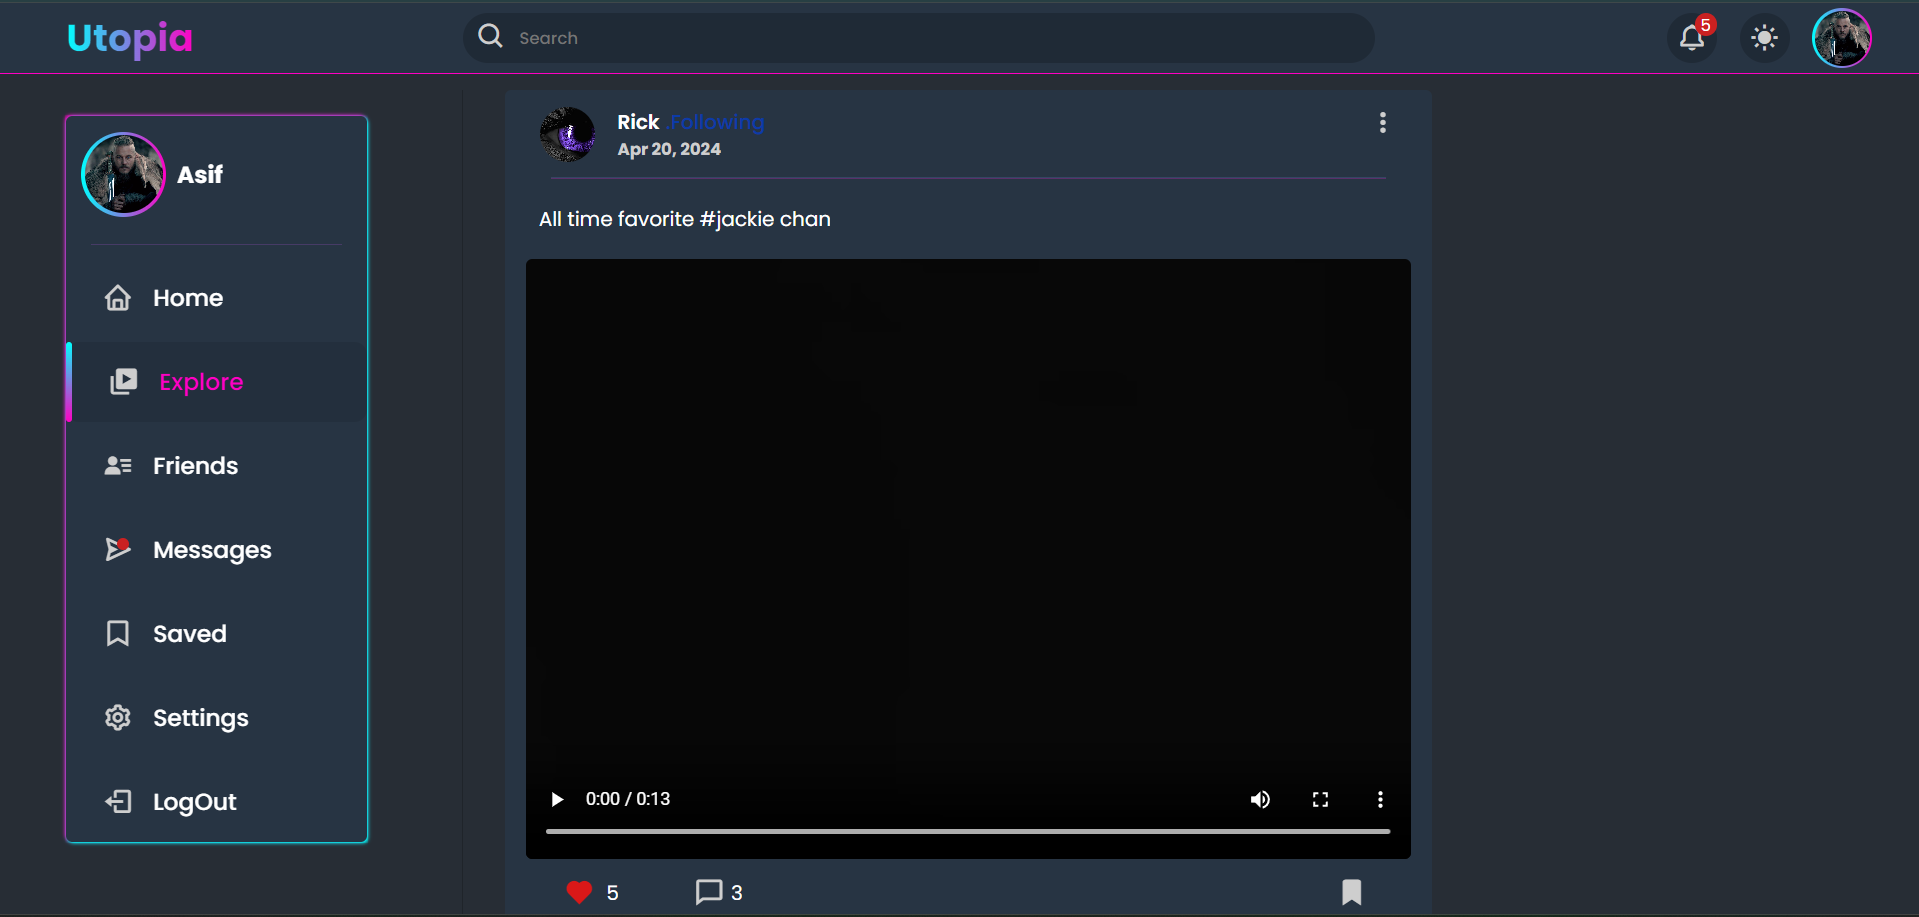 Utopia
Search
5
Asif
Home
Explore
Friends
Messages
Saved
Settings
LogOut
Rick .Following
Apr 20, 2024
All time favorite #jackie chan
0:00 / 0:13
5
3